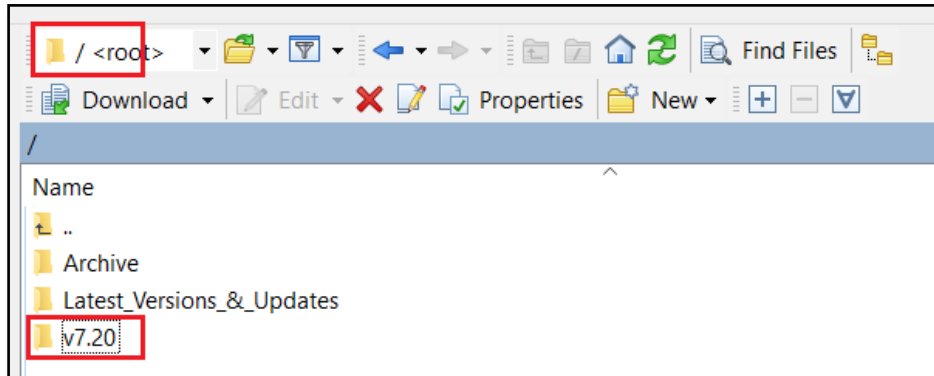 / <root>
Find Files
Download Edit Properties New
/
Name
..
Archive
Latest_Versions_&_Updates
v7.20